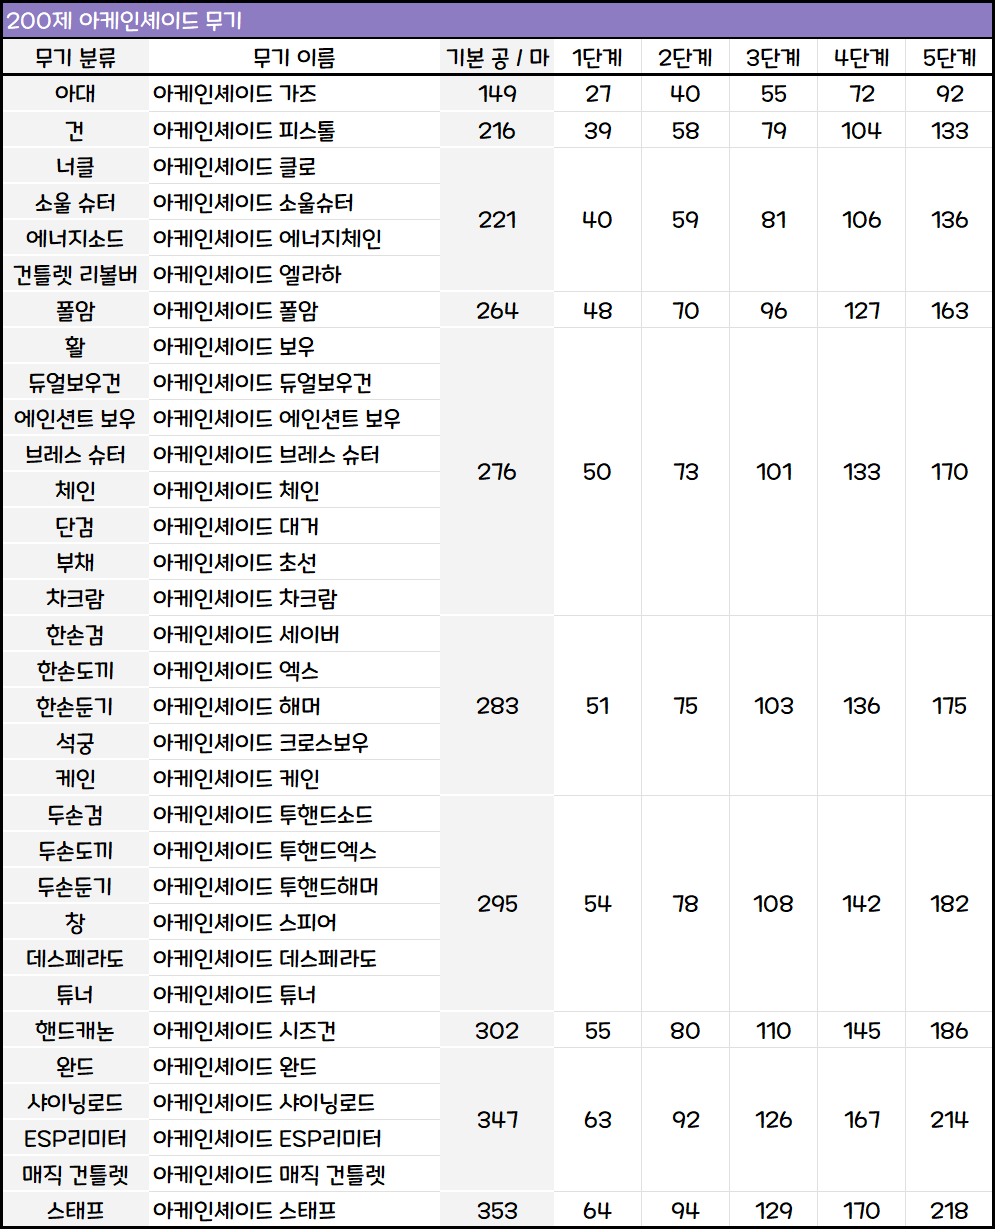 200제 아케인셰이드 무기
무기 분류 무기 이름 기본 공 / 마 1단계 2단계 3단계 4단계 5단계
아대 아케인셰이드 가즈 149 27 40 55 72 92
건 아케인셰이드 피스톨 216 39 58 79 104 133
너클 아케인셰이드 클로
소울 슈터 아케인셰이드 소울슈터
221 40 59 81 106 136
에너지소드 아케인셰이드 에너지체인
건틀렛 리볼버 아케인셰이드 엘라하
폴암 아케인셰이드 폴암 264 48 70 96 127 163
활 아케인셰이드 보우
듀얼보우건 아케인셰이드 듀얼보우건
에인션트 보우 아케인셰이드 에인션트 보우
브레스 슈터 아케인셰이드 브레스 슈터
276 50 73 101 133 170
체인 아케인셰이드 체인
단검 아케인셰이드 대거
부채 아케인셰이드 초선
차크람 아케인셰이드 차크람
한손검 아케인셰이드 세이버
한손도끼 아케인셰이드 엑스
한손둔기 아케인셰이드 해머 283 51 75 103 136 175
석궁 아케인셰이드 크로스보우
케인 아케인셰이드 케인
두손검 아케인셰이드 투핸드소드
두손도끼 아케인셰이드 투핸드엑스
두손둔기 아케인셰이드 투핸드해머
295 54 78 108 142 182
창 아케인셰이드 스피어
데스페라도 아케인셰이드 데스페라도
튜너 아케인셰이드 튜너
핸드캐논 아케인셰이드 시즈건 302 55 80 110 145 186
완드 아케인셰이드 완드
샤이닝로드 아케인셰이드 샤이닝로드
347 63 92 126 167 214
ESP리미터 아케인셰이드 ESP리미터
매직 건틀렛 아케인셰이드 매직 건틀렛
스태프 아케인셰이드 스태프 353 64 94 129 170 218